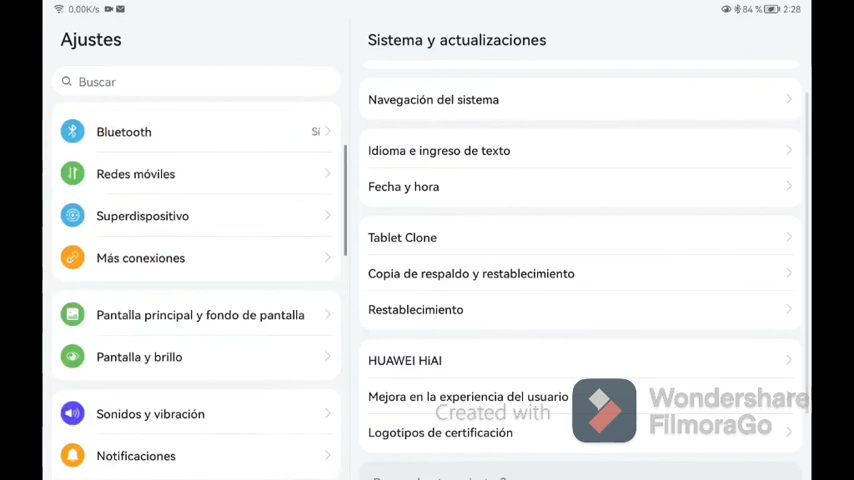 0.00K/s
84 %
2:28
Ajustes
Buscar
Bluetooth
Sí
Redes móviles
Superdispositivo
Más conexiones
Pantalla principal y fondo de pantalla
Pantalla y brillo
Sonidos y vibración
Notificaciones
Sistema y actualizaciones
Navegación del sistema
Idioma e ingreso de texto
Fecha y hora
Tablet Clone
Copia de respaldo y restablecimiento
Restablecimiento
HUAWEI HiAI
Mejora en la experiencia del usuario
Logotipos de certificación
Created with
Wondershare
FilmoraGo